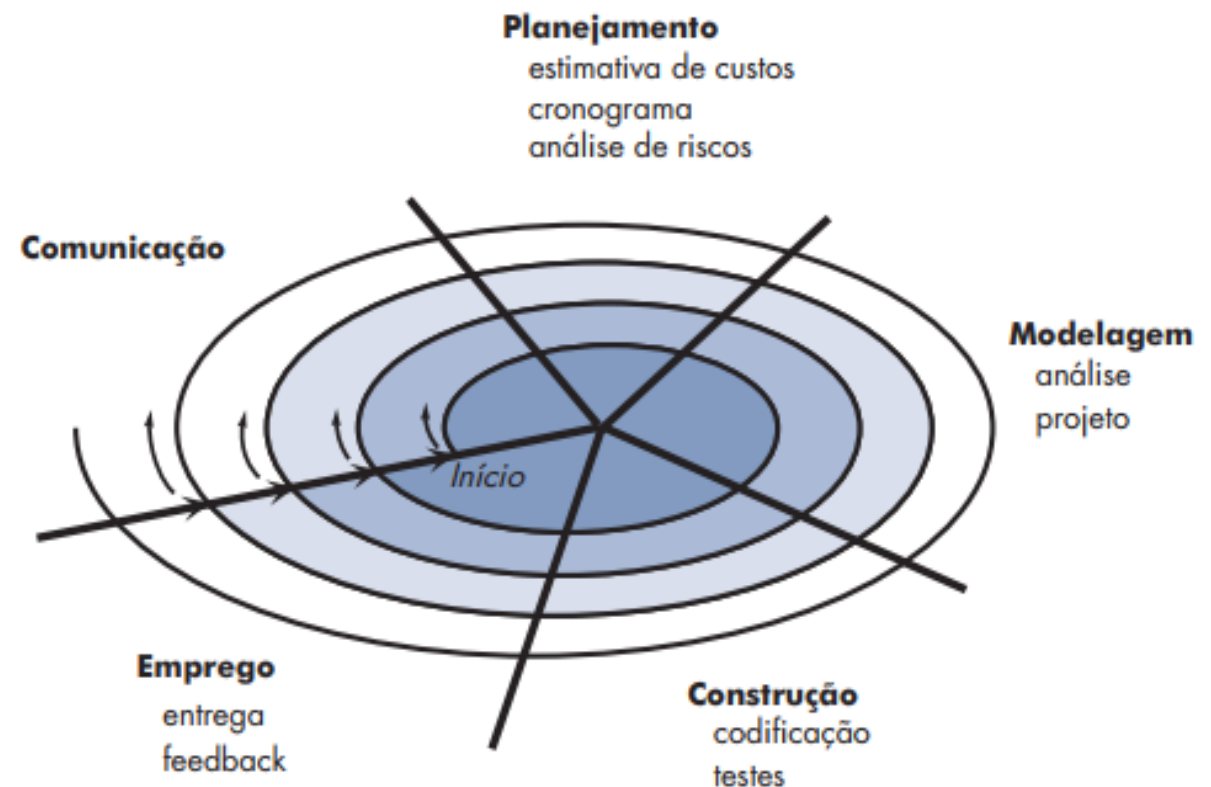 Planejamento
estimativa de custos
cronograma
análise de riscos
Comunicação
Modelagem
análise
projeto
Início
Emprego
entrega
feedback
Construção
codificação
testes